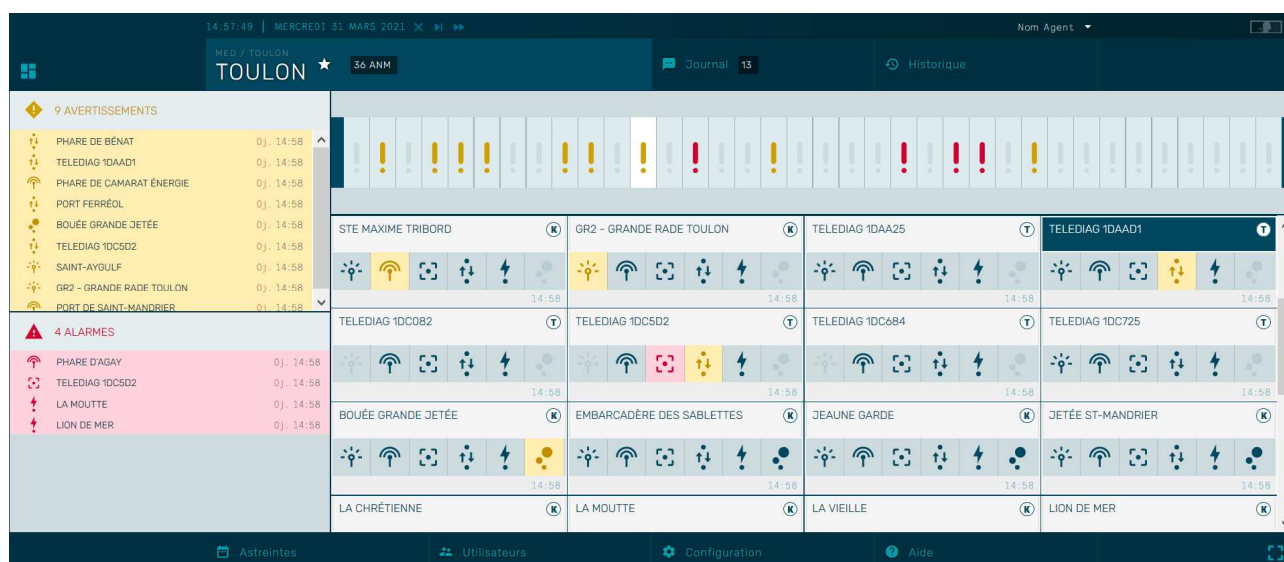 14:57:49 | MERCREDI 31 MARS 2021
Nom Agent
MED / TOULON
TOULON
36 ANM
Journal 13
Historique
9 AVERTISSEMENTS
PHARE DE BÉNAT 0j. 14:58
TELEDIAG 1DAAD1 0j. 14:58
PHARE DE CAMARAT ÉNERGIE 0j. 14:58
PORT FERRÉOL 0j. 14:58
BOUÉE GRANDE JETÉE 0j. 14:58
TELEDIAG 1DC5D2 0j. 14:58
SAINT-AYGULF 0j. 14:58
GR2 - GRANDE RADE TOULON 0j. 14:58
PORT DE SAINT-MANDRIER 0j. 14:58
4 ALARMES
PHARE D'AGAY 0j. 14:58
TELEDIAG 1DC5D2 0j. 14:58
LA MOUTTE 0j. 14:58
LION DE MER 0j. 14:58
STE MAXIME TRIBORD K
GR2 - GRANDE RADE TOULON K
TELEDIAG 1DAA25 T
TELEDIAG 1DAAD1 T
14:58
14:58
14:58
14:58
TELEDIAG 1DC082 T
TELEDIAG 1DC5D2 T
TELEDIAG 1DC684 T
TELEDIAG 1DC725 T
14:58
14:58
14:58
14:58
BOUÉE GRANDE JETÉE K
EMBARCADÈRE DES SABLETTES K
JEAUNE GARDE K
JETÉE ST-MANDRIER K
14:58
14:58
14:58
14:58
LA CHRÉTIENNE K
LA MOUTTE K
LA VIEILLE K
LION DE MER K
Astreintes
Utilisateurs
Configuration
Aide